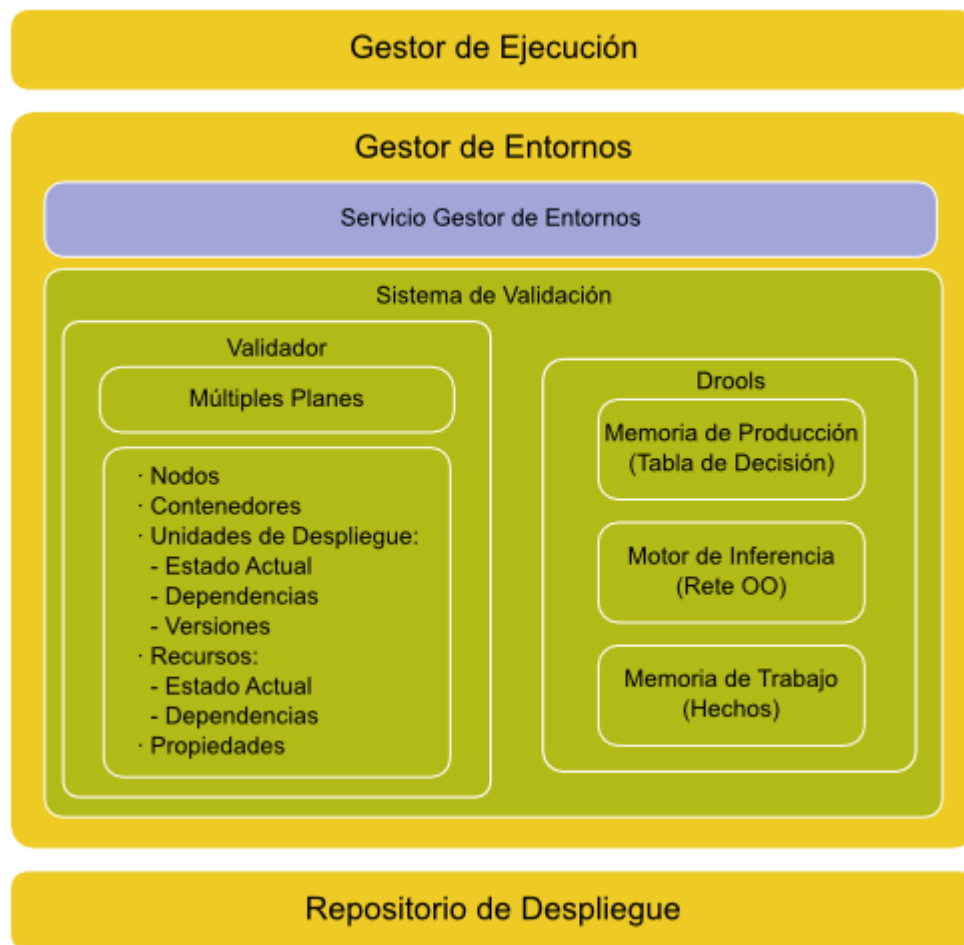 Gestor de Ejecución
Gestor de Entornos
Servicio Gestor de Entornos
Sistema de Validación
Validador
Múltiples Planes
· Nodos
· Contenedores
· Unidades de Despliegue:
- Estado Actual
- Dependencias
- Versiones
· Recursos:
- Estado Actual
- Dependencias
· Propiedades
Drools
Memoria de Producción
(Tabla de Decisión)
Motor de Inferencia
(Rete OO)
Memoria de Trabajo
(Hechos)
Repositorio de Despliegue